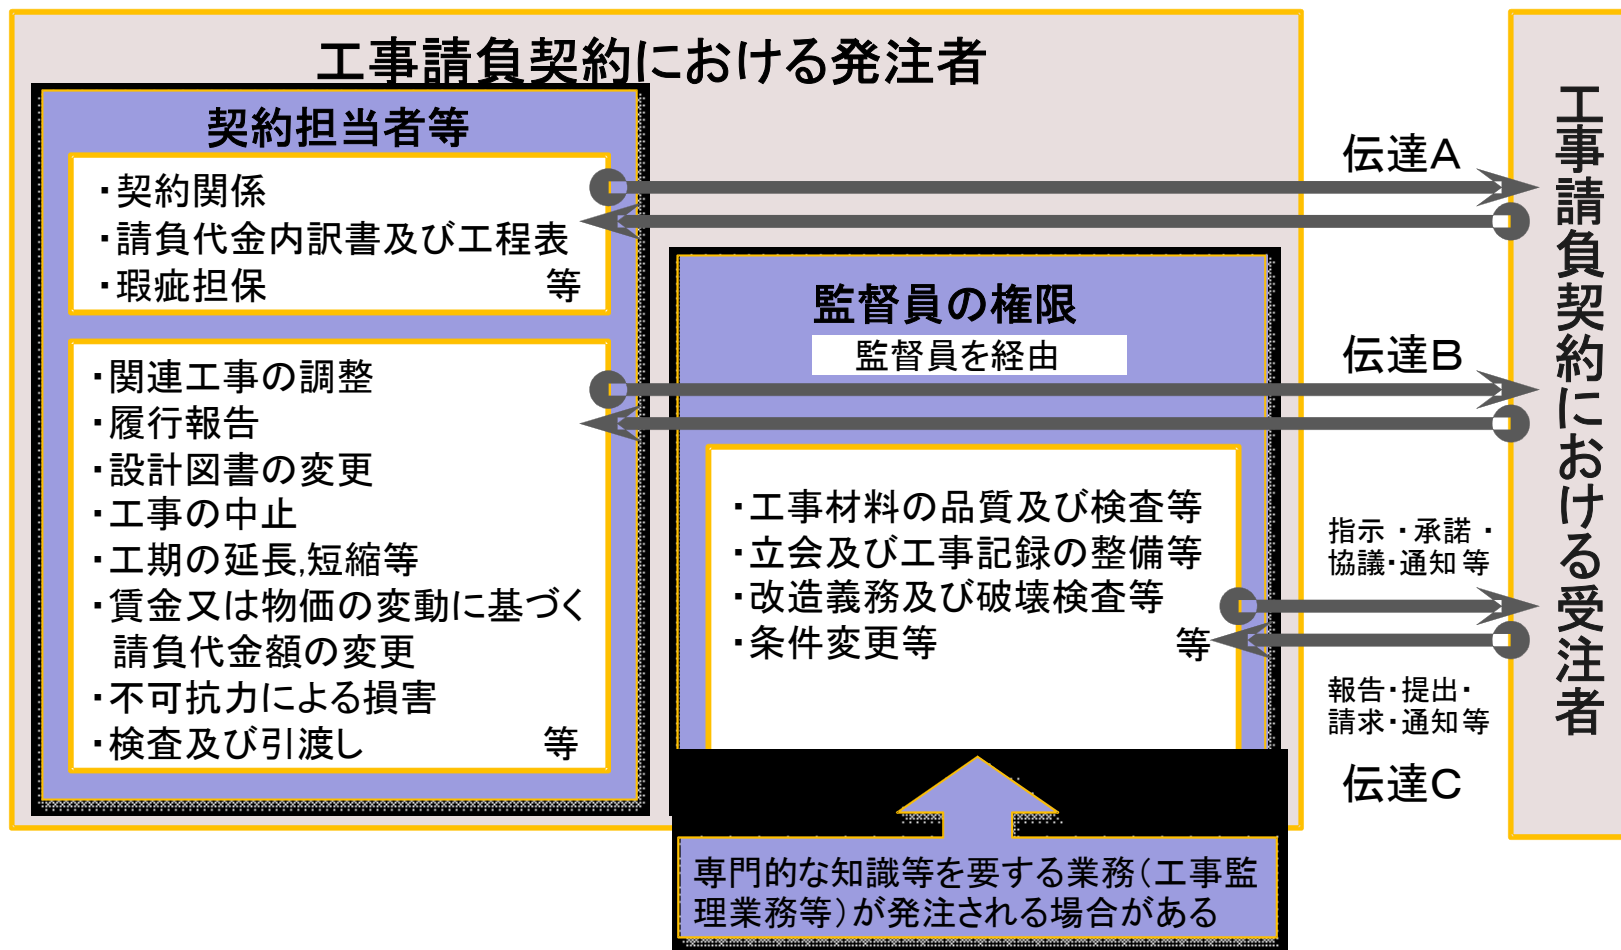 工事請負契約における発注者
契約担当者等
・契約関係
・請負代金内訳書及び工程表
・瑕疵担保　等
・関連工事の調整
・履行報告
・設計図書の変更
・工事の中止
・工期の延長,短縮等
・賃金又は物価の変動に基づく
請負代金額の変更
・不可抗力による損害
・検査及び引渡し　等
監督員の権限
監督員を経由
・工事材料の品質及び検査等
・立会及び工事記録の整備等
・改造義務及び破壊検査等
・条件変更等　等
専門的な知識等を要する業務（工事監
理業務等）が発注される場合がある
伝達A
伝達B
指示・承諾・
協議・通知等
報告・提出・
請求・通知等
伝達C
工事請負契約における受注者